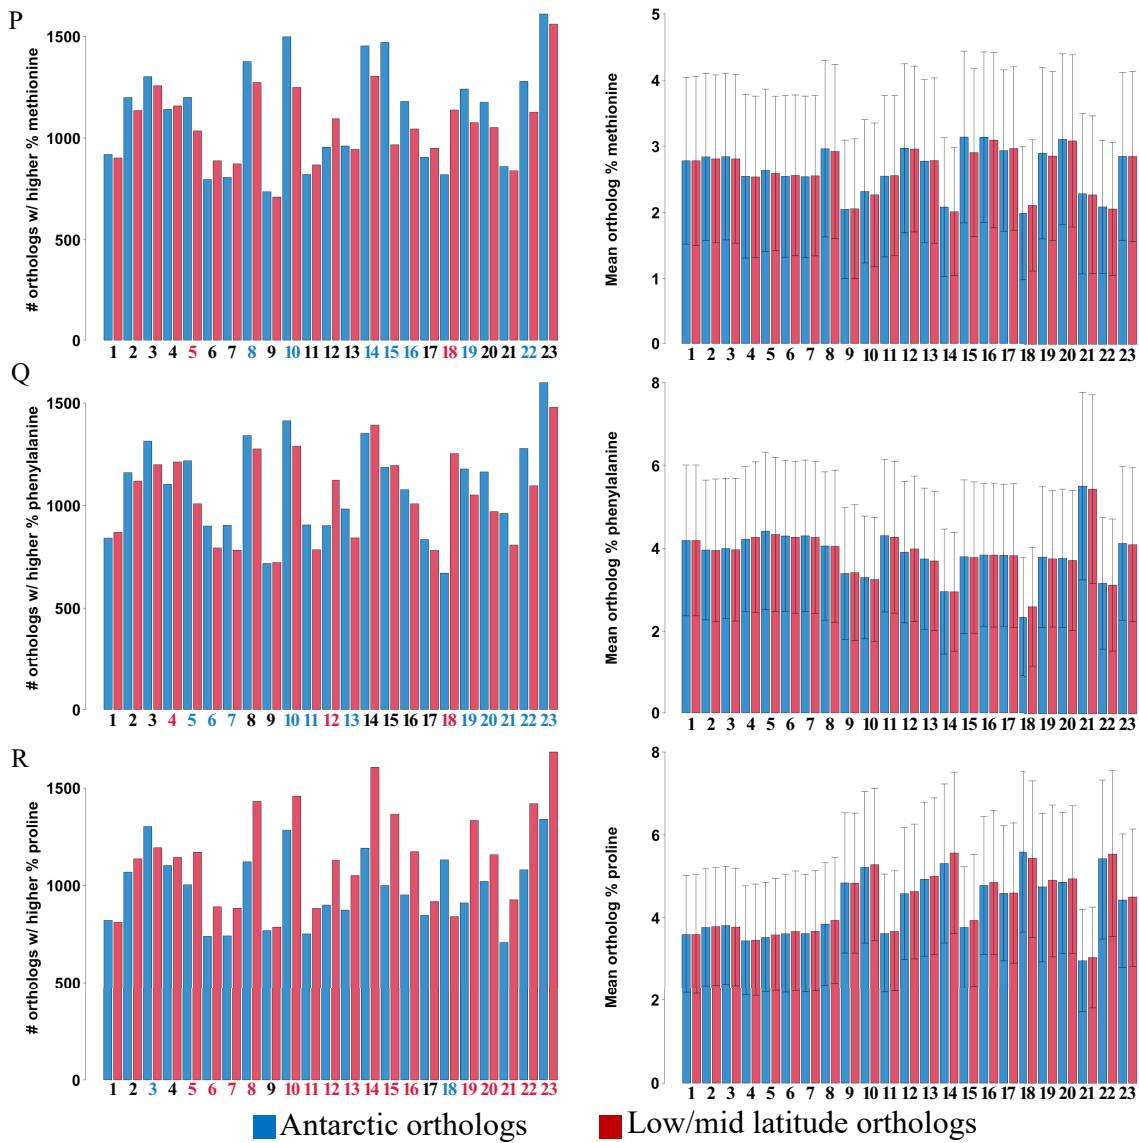 P
# orthologs w/ higher % methionine
1500
1000
500
0
1 2 3 4 5 6 7 8 9 10 11 12 13 14 15 16 17 18 19 20 21 22 23
Mean ortholog % methionine
5
4
3
2
1
0
1 2 3 4 5 6 7 8 9 10 11 12 13 14 15 16 17 18 19 20 21 22 23
Q
# orthologs w/ higher % phenylalanine
1500
1000
500
0
1 2 3 4 5 6 7 8 9 10 11 12 13 14 15 16 17 18 19 20 21 22 23
Mean ortholog % phenylalanine
8
6
4
2
0
1 2 3 4 5 6 7 8 9 10 11 12 13 14 15 16 17 18 19 20 21 22 23
R
# orthologs w/ higher % proline
1500
1000
500
0
1 2 3 4 5 6 7 8 9 10 11 12 13 14 15 16 17 18 19 20 21 22 23
Mean ortholog % proline
8
6
4
2
0
1 2 3 4 5 6 7 8 9 10 11 12 13 14 15 16 17 18 19 20 21 22 23
Antarctic orthologs
Low/mid latitude orthologs